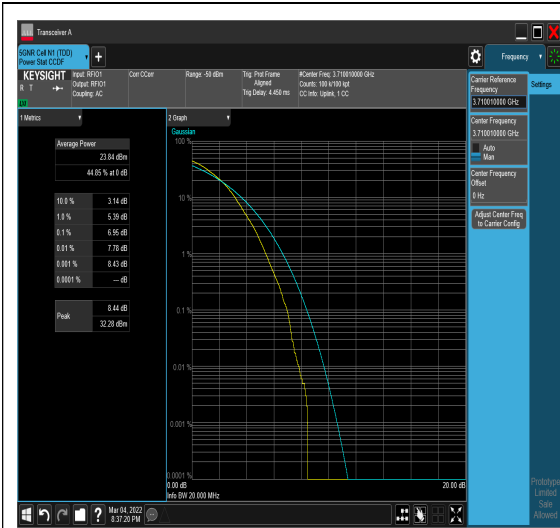 Transceiver A
5GNR Cell N1 (TDD)
Power Stat CCDF
Frequency
KEYSIGHT
R T
Input: RFIO1
Output: RFIO1
Coupling: AC
Corr CCorr
Range: -50 dBm
Trig: Prot Frame
Aligned
Trig Delay: 4.450 ms
#Center Freq: 3.710010000 GHz
Counts: 100 k/100 kpt
CC Info: Uplink, 1 CC
Carrier Reference
Frequency
3.710010000 GHz
Settings
Center Frequency
3.710010000 GHz
Auto
Man
Center Frequency
Offset
0 Hz
Adjust Center Freq
to Carrier Config
1 Metrics
Average Power
23.84 dBm
44.85 % at 0 dB
10.0 % 3.14 dB
1.0 % 5.39 dB
0.1 % 6.95 dB
0.01 % 7.78 dB
0.001 % 8.43 dB
0.0001 % --- dB
Peak
8.44 dB
32.28 dBm
2 Graph
Gaussian
100 %
10 %
1 %
0.1 %
0.01 %
0.001 %
0.0001 %
0.00 dB 20.00 dB
Info BW 20.000 MHz
Prototype
Limited
Sale
Allowed
?
Mar 04, 2022
8:37:20 PM